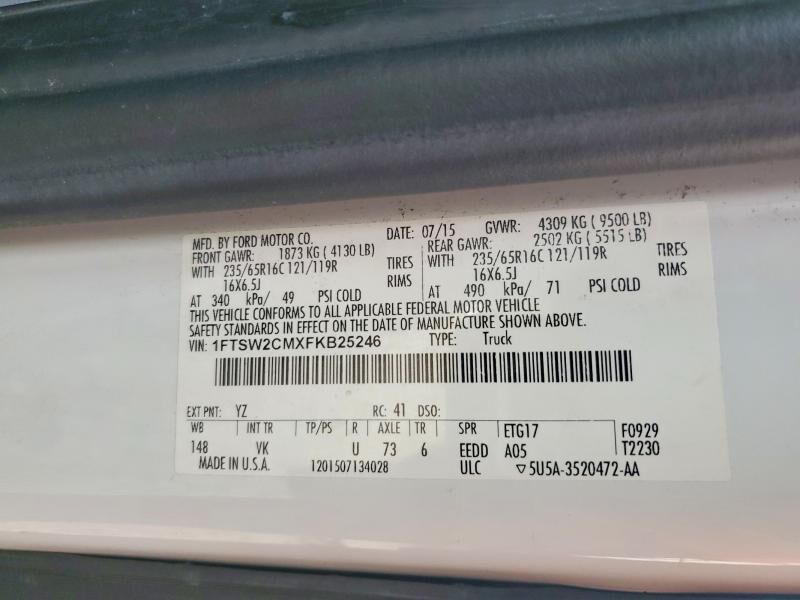 MFD. BY FORD MOTOR CO. DATE: 07/15 GVWR: 4309 KG ( 9500 LB)
FRONT GAWR: 1873 KG ( 4130 LB) REAR GAWR: 2502 KG ( 5515 LB)
WITH 235/65R16C 121/119R TIRES WITH 235/65R16C 121/119R TIRES
16X6.5J RIMS 16X6.5J RIMS
AT 340 kPa/ 49 PSI COLD AT 490 kPa/ 71 PSI COLD
THIS VEHICLE CONFORMS TO ALL APPLICABLE FEDERAL MOTOR VEHICLE
SAFETY STANDARDS IN EFFECT ON THE DATE OF MANUFACTURE SHOWN ABOVE.
VIN: 1FTSW2CMXFKB25246 TYPE: Truck
EXT PNT: YZ RC: 41 DSO:
WB INT TR TP/PS R AXLE TR SPR ETG17 F0929
148 VK U 73 6 EEDD A05 T2230
MADE IN U.S.A. 1201507134028 ULC ▽5U5A-3520472-AA